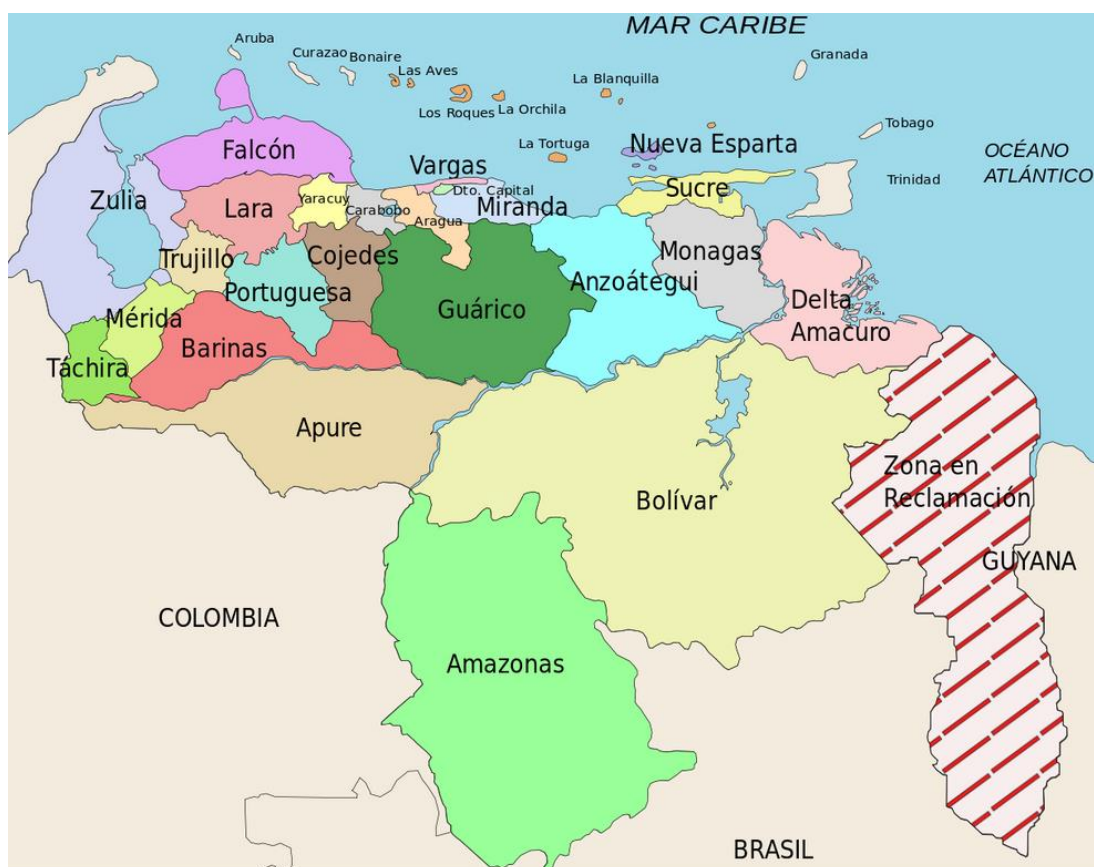 MAR CARIBE
Aruba
Curazao
Bonaire
Las Aves
Los Roques
La Orchila
La Blanquilla
Granada
La Tortuga
Tobago
Nueva Esparta
OCÉANO
ATLÁNTICO
Trinidad
Falcón
Vargas
Dto. Capital
Sucre
Zulia
Lara
Yaracuy
Carabobo
Aragua
Miranda
Trujillo
Cojedes
Monagas
Portuguesa
Guárico
Anzoátegui
Delta
Amacuro
Mérida
Barinas
Táchira
Apure
Zona en
Reclamación
Bolívar
GUYANA
COLOMBIA
Amazonas
BRASIL